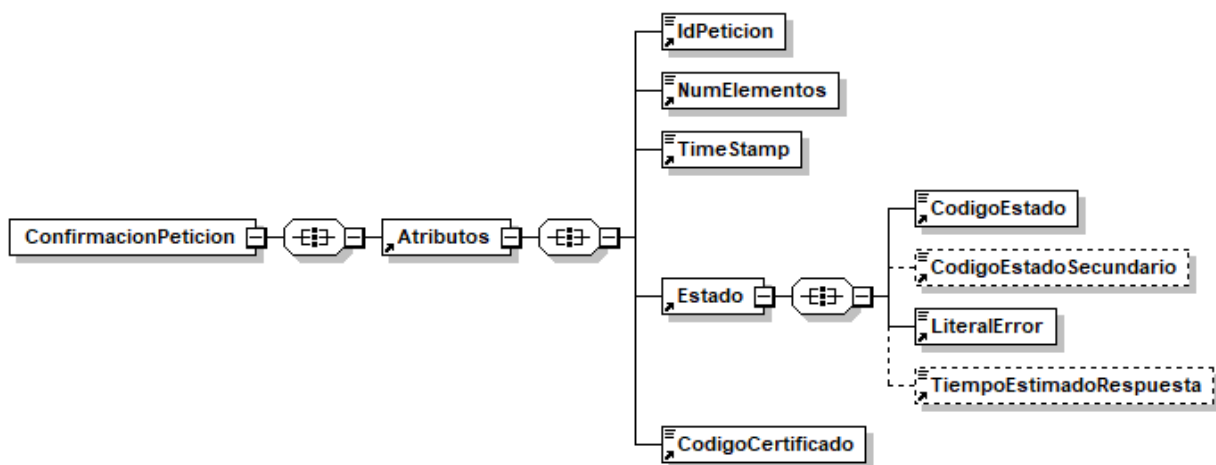 IdPeticion
NumElementos
TimeStamp
ConfirmacionPeticion
Atributos
Estado
CodigoEstado
CodigoEstadoSecundario
LiteralError
TiempoEstimadoRespuesta
CodigoCertificado